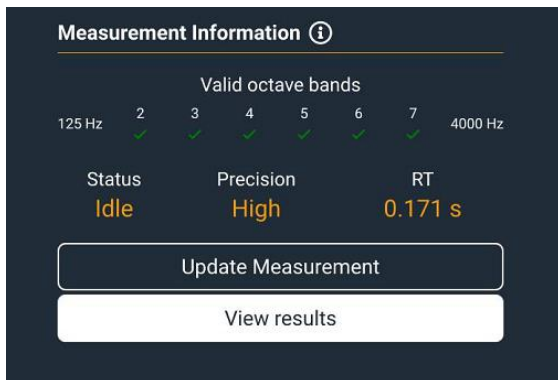 Measurement Information
Valid octave bands
125 Hz 2 3 4 5 6 7 4000 Hz
Status Precision RT
Idle High 0.171 s
Update Measurement
View results